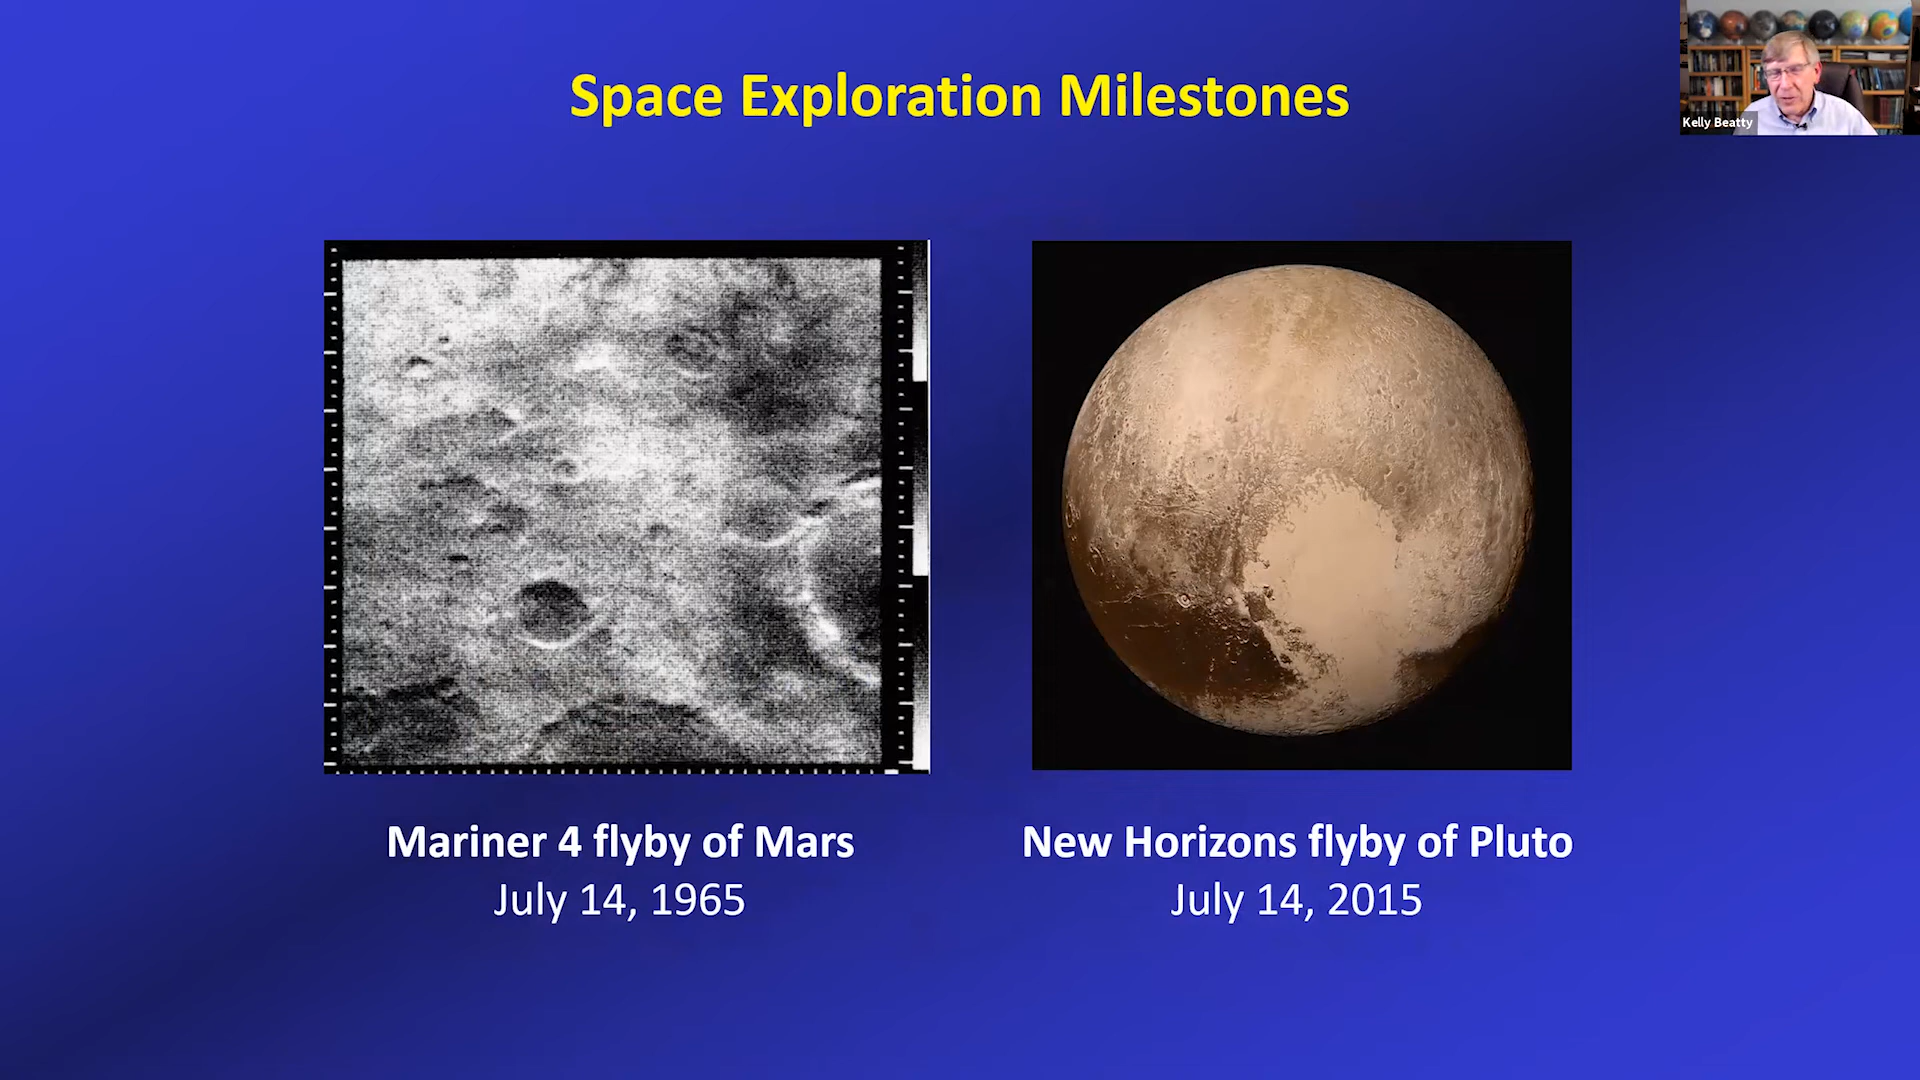 Space Exploration Milestones
Kelly Beatty
Mariner 4 flyby of Mars
July 14, 1965
New Horizons flyby of Pluto
July 14, 2015